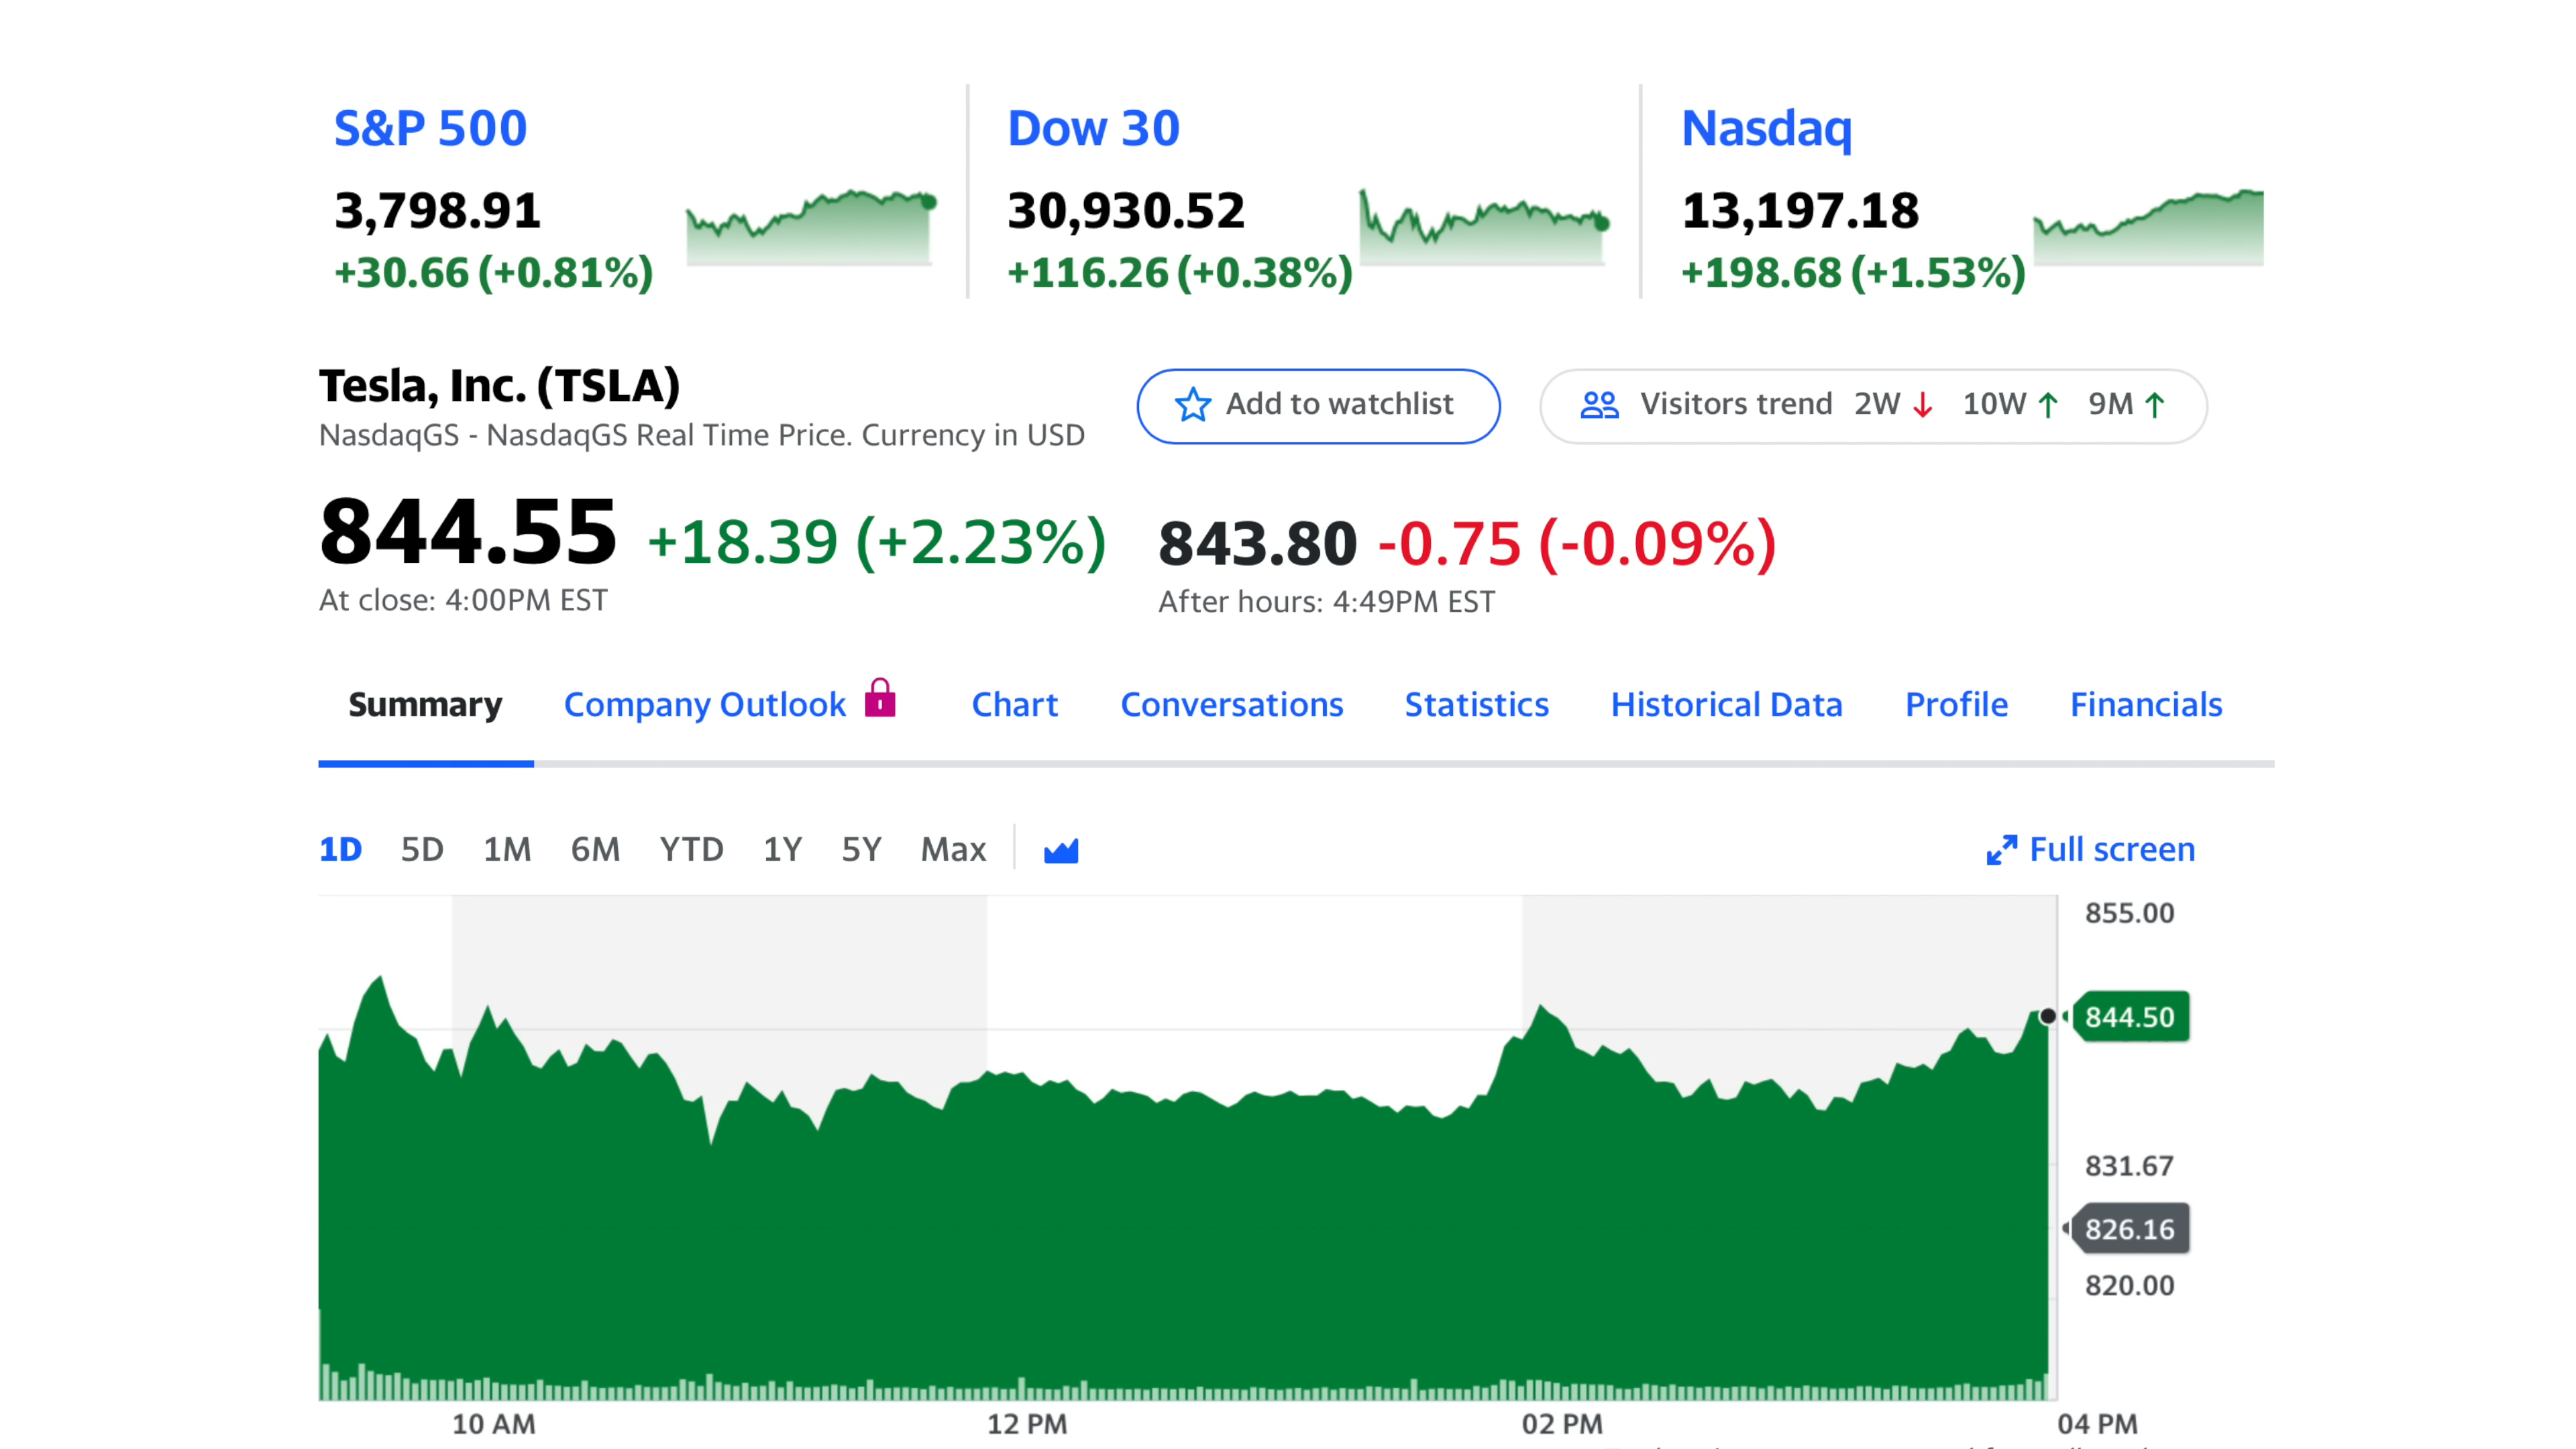 S&P 500
3,798.91
+30.66 (+0.81%)
Dow 30
30,930.52
+116.26 (+0.38%)
Nasdaq
13,197.18
+198.68 (+1.53%)
Tesla, Inc. (TSLA)
NasdaqGS - NasdaqGS Real Time Price. Currency in USD
Add to watchlist
Visitors trend 2W ↓ 10W ↑ 9M ↑
844.55 +18.39 (+2.23%)
At close: 4:00PM EST
843.80 -0.75 (-0.09%)
After hours: 4:49PM EST
Summary Company Outlook Chart Conversations Statistics Historical Data Profile Financials
1D 5D 1M 6M YTD 1Y 5Y Max
Full screen
855.00
844.50
831.67
826.16
820.00
10 AM 12 PM 02 PM 04 PM